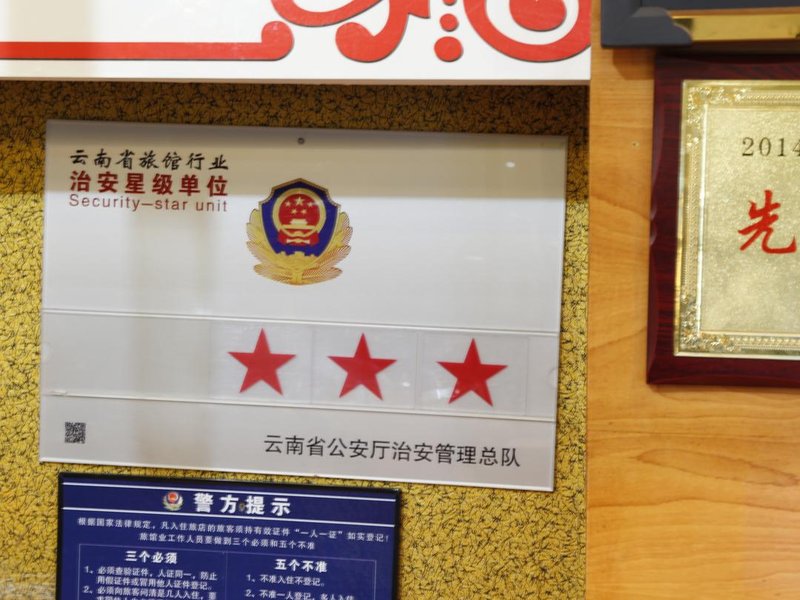 云南省旅馆行业
治安星级单位
Security-star unit
云南省公安厅治安管理总队
2014
先
警方提示
根据国家法律规定，凡入住旅店的旅客须持有效证件“一人一证”如实登记！
旅馆业工作人员要做到三个必须和五个不准
三个必须
1、必须查验证件，人证同一，防止
用假证件或冒用他人证件登记。
2、必须向旅客问清是几人入住，要
五个不准
1、不准入住不登记。
2、不准一人登记，多人入住